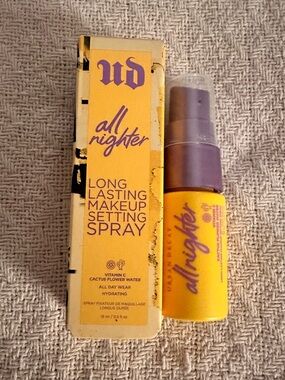 UD
all
nighter
LONG
LASTING
MAKEUP
SETTING
SPRAY
VITAMIN C
CACTUS FLOWER WATER
ALL DAY WEAR
HYDRATING
SPRAY FIXATEUR DE MAQUILLAGE
LONGUE DURÉE
URBAN DECAY
all nighter